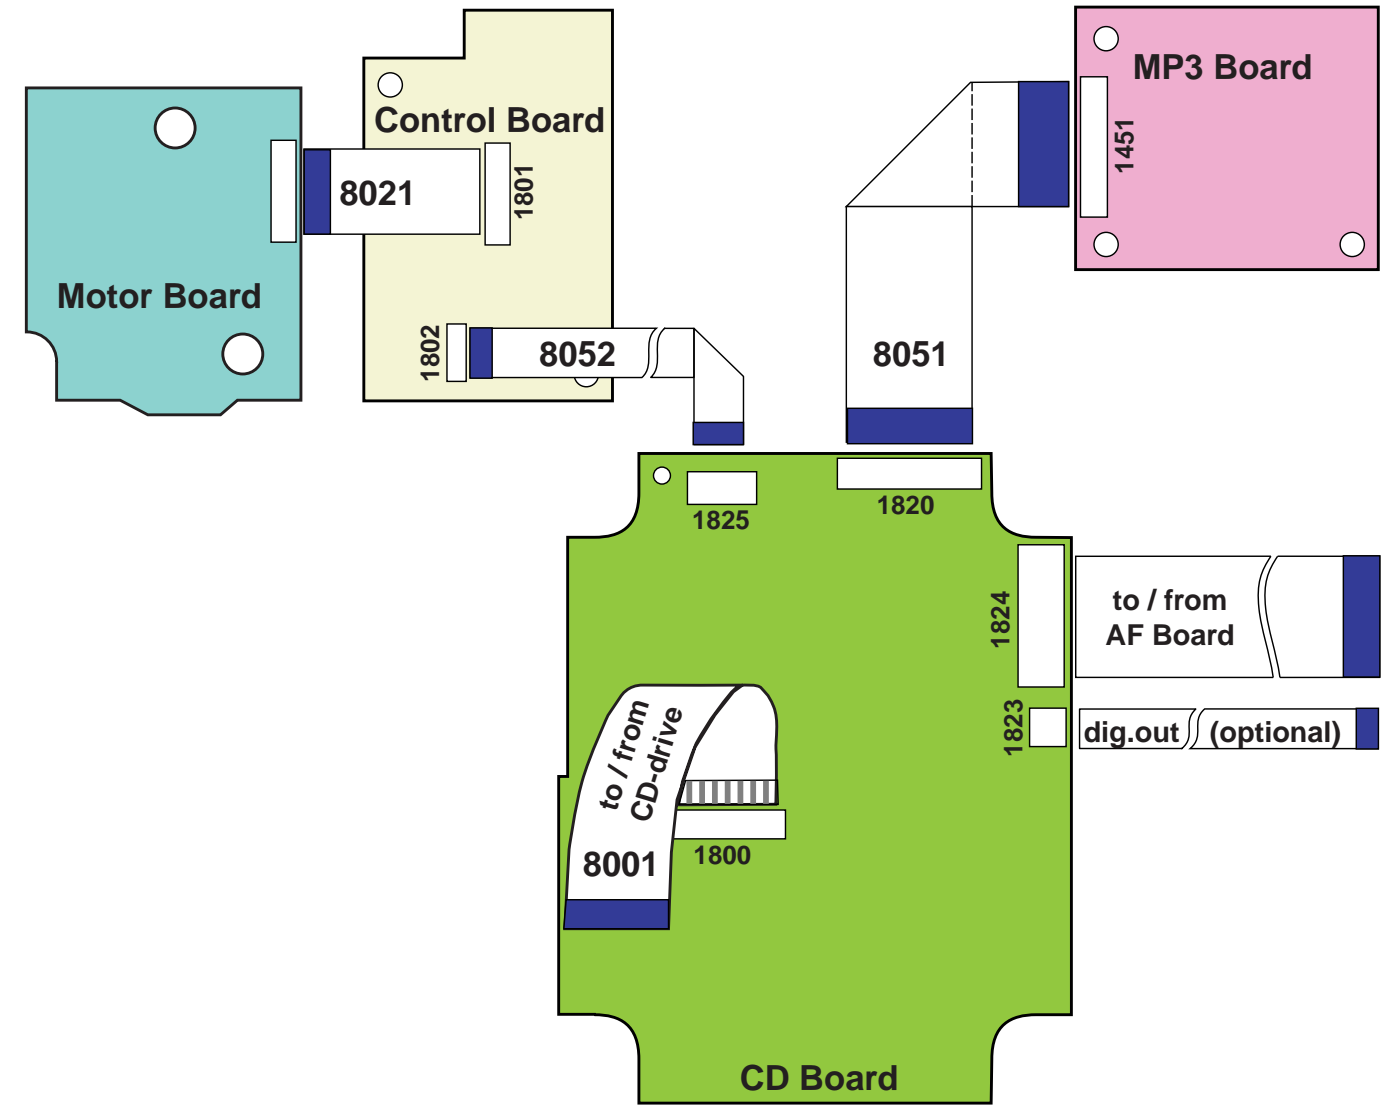 MP3 Board
Control Board
1451
8021
1801
Motor Board
1802
8052
8051
1825
1820
1824
to / from
AF Board
1823
dig.out (optional)
to / from
CD-drive
8001
1800
CD Board